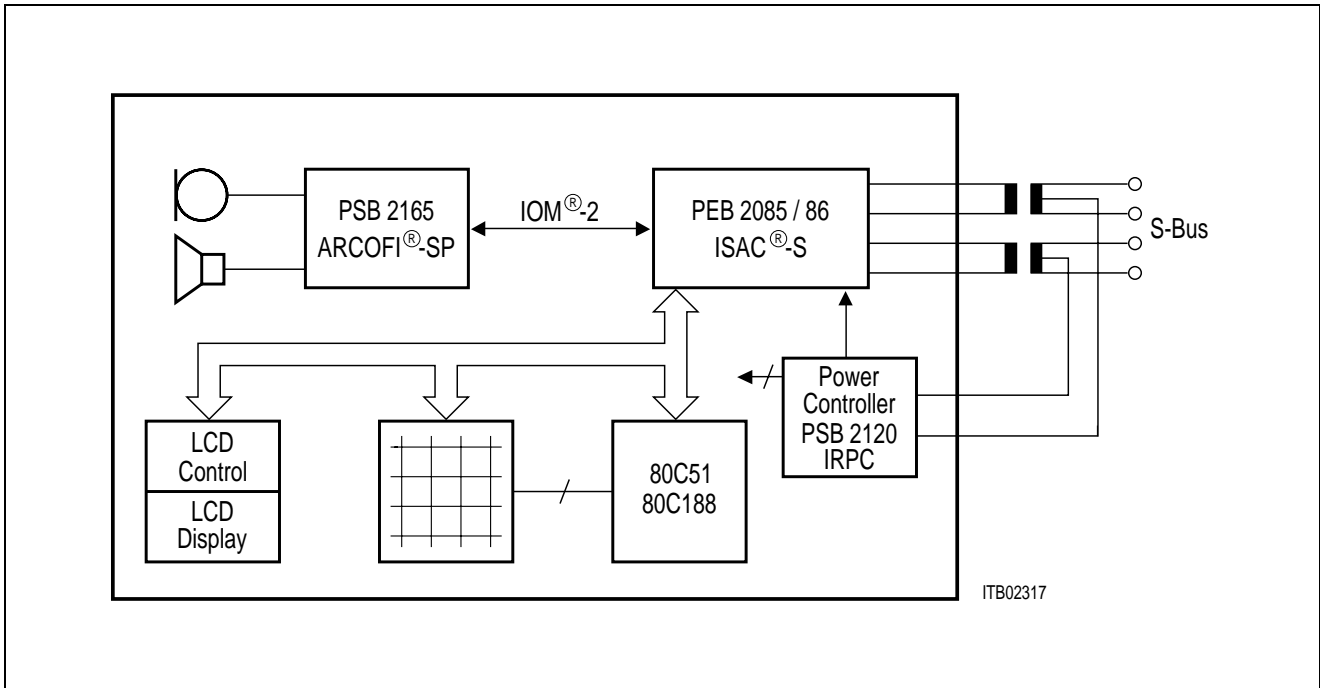 PSB 2165
ARCOFI®-SP
IOM®-2
PEB 2085 / 86
ISAC®-S
S-Bus
Power
Controller
PSB 2120
IRPC
LCD
Control
LCD
Display
80C51
80C188
ITB02317